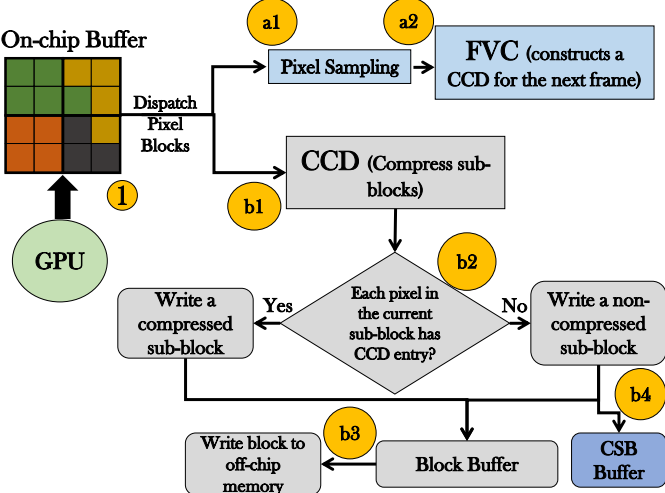 a1
a2
On-chip Buffer
Pixel Sampling
FVC (constructs a
CCD for the next
frame)
Dispatch
Pixel
Blocks
1
GPU
b1
CCD (Compress sub-
blocks)
b2
Each pixel in
the current
sub-block has
CCD entry?
Yes
No
Write a
compressed
sub-block
Write a non-
compressed
sub-block
b4
b3
Write block to
off-chip
memory
Block Buffer
CSB
Buffer